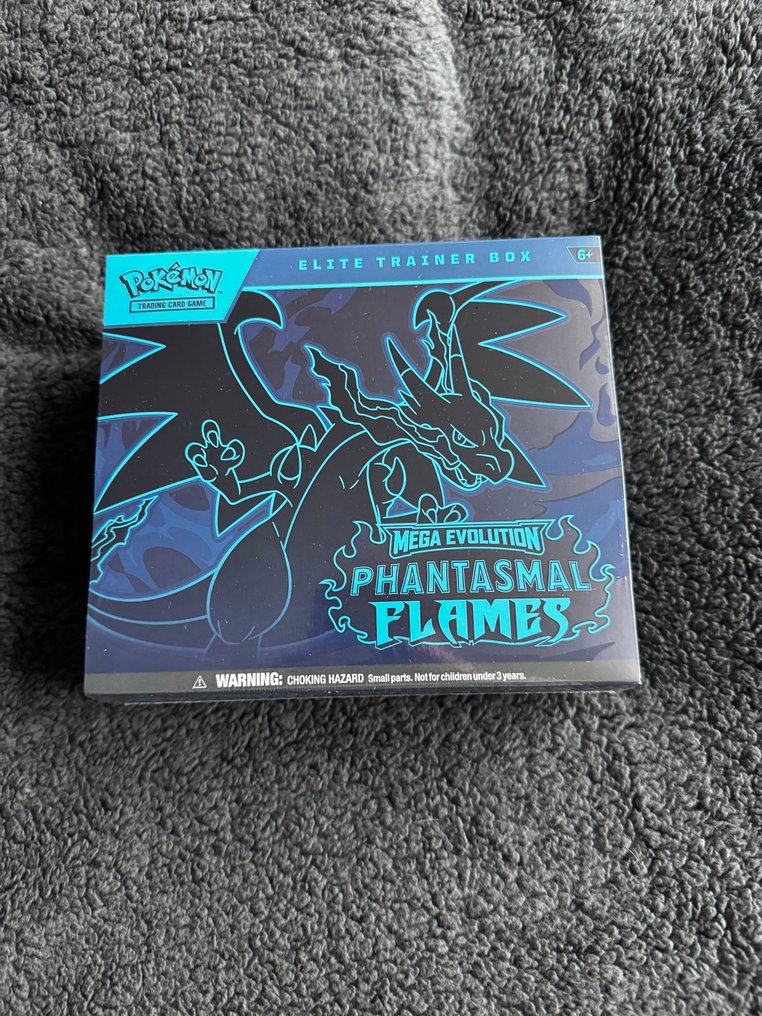 POKéMON™
TRADING CARD GAME
ELITE TRAINER BOX
6+
MEGA EVOLUTION
PHANTASMAL
FLAMES
⚠ WARNING: CHOKING HAZARD Small parts. Not for children under 3 years.